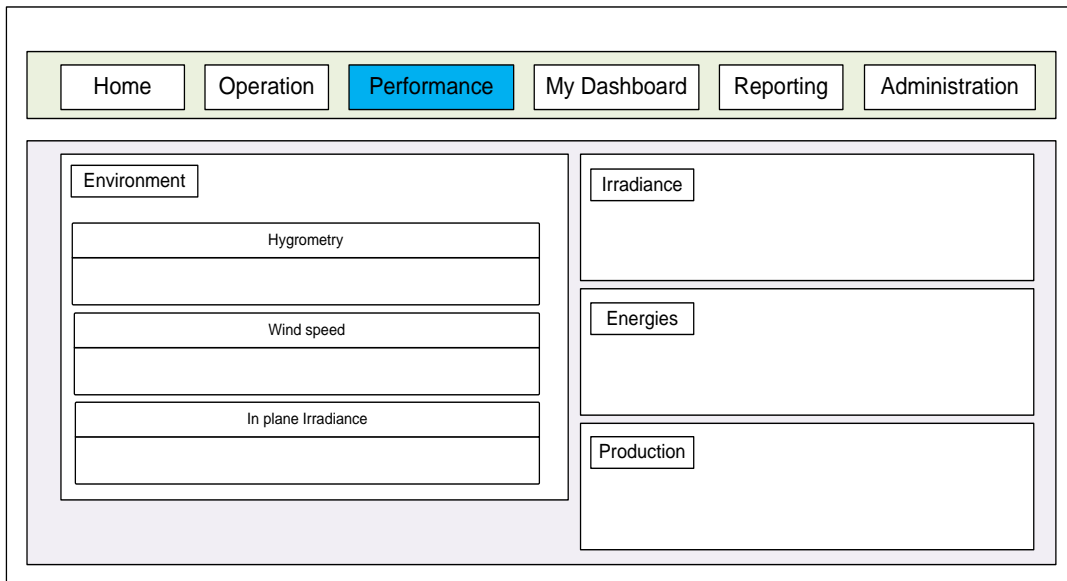 Home
Operation
Performance
My Dashboard
Reporting
Administration
Environment
Hygrometry
Wind speed
In plane Irradiance
Irradiance
Energies
Production